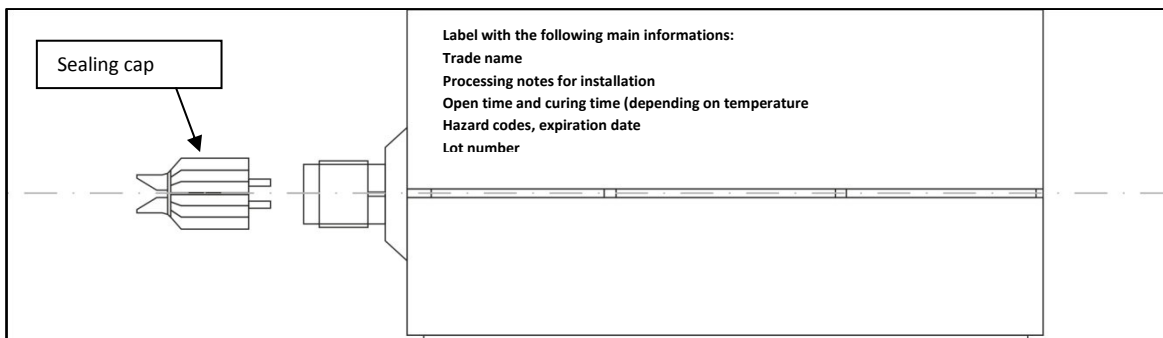 Sealing cap
Label with the following main informations:
Trade name
Processing notes for installation
Open time and curing time (depending on temperature
Hazard codes, expiration date
Lot number